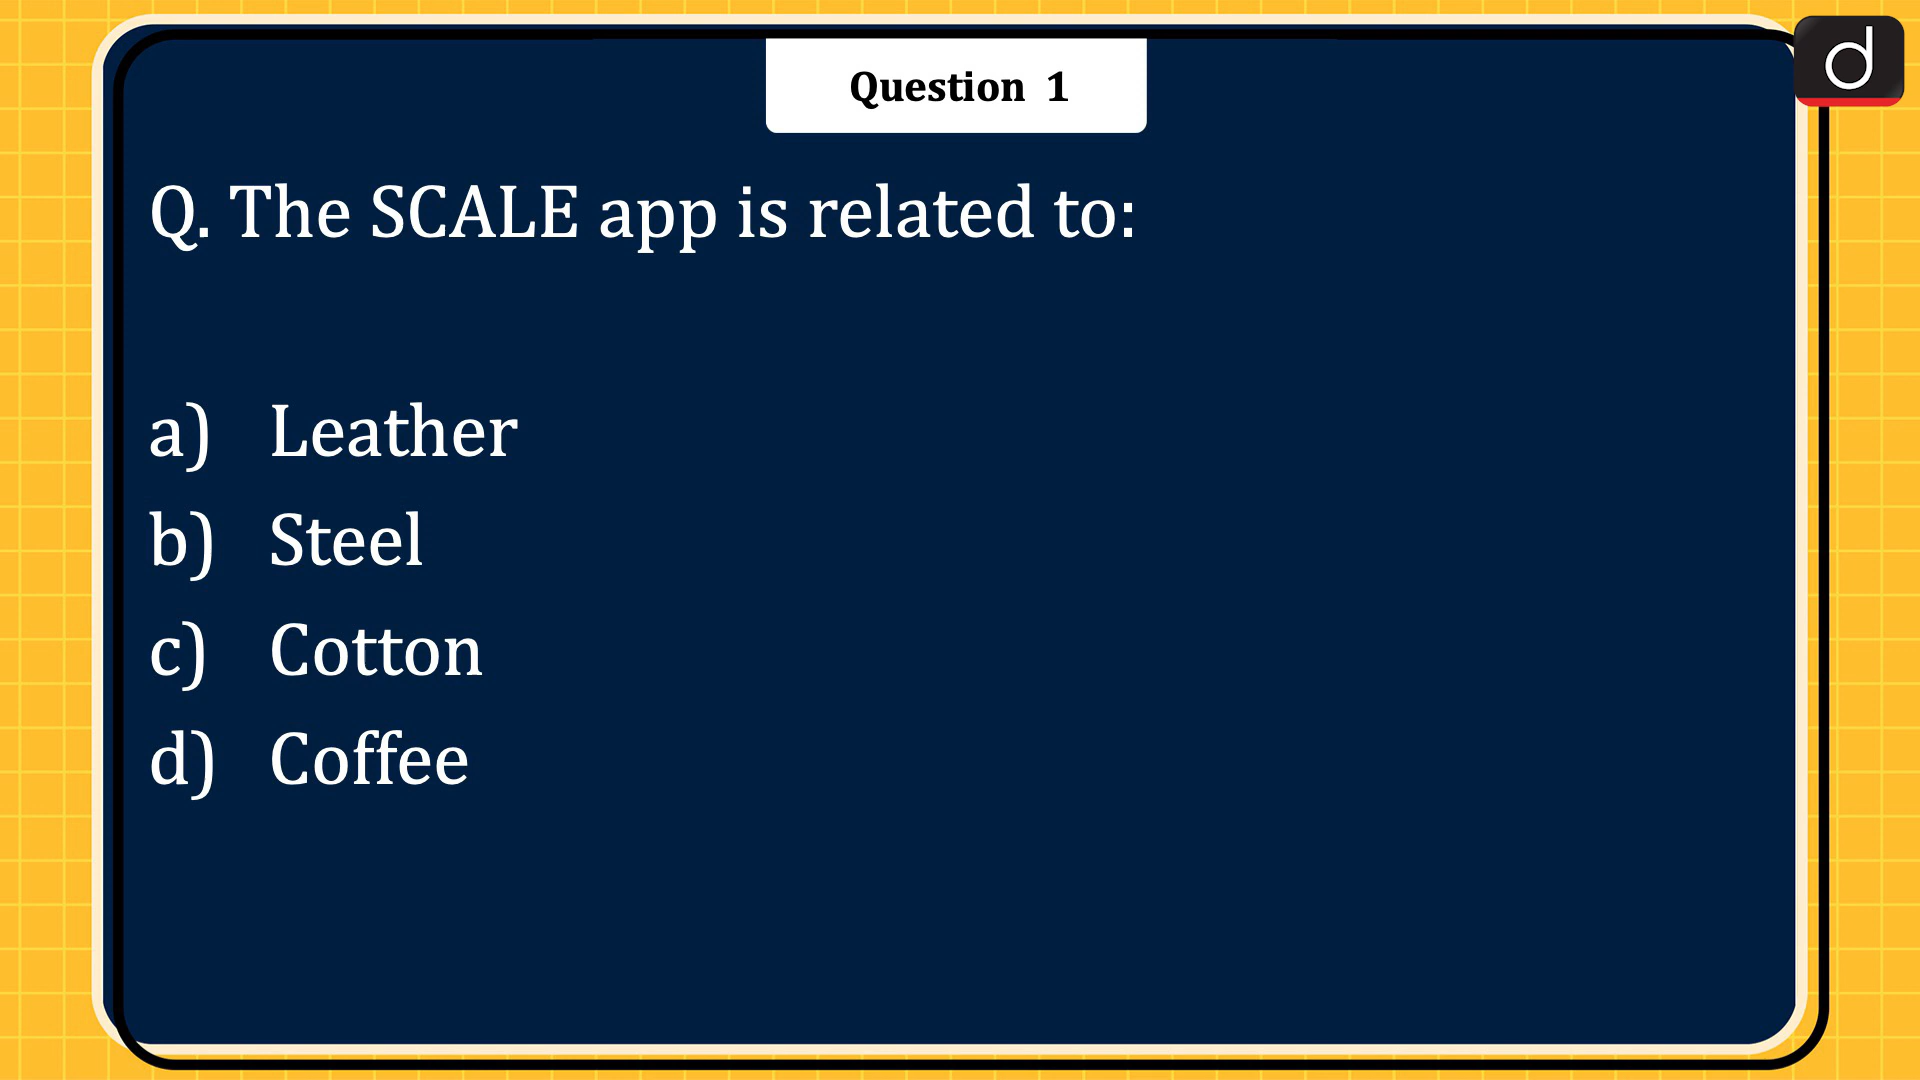 Question 1
Q. The SCALE app is related to:
a) Leather
b) Steel
c) Cotton
d) Coffee